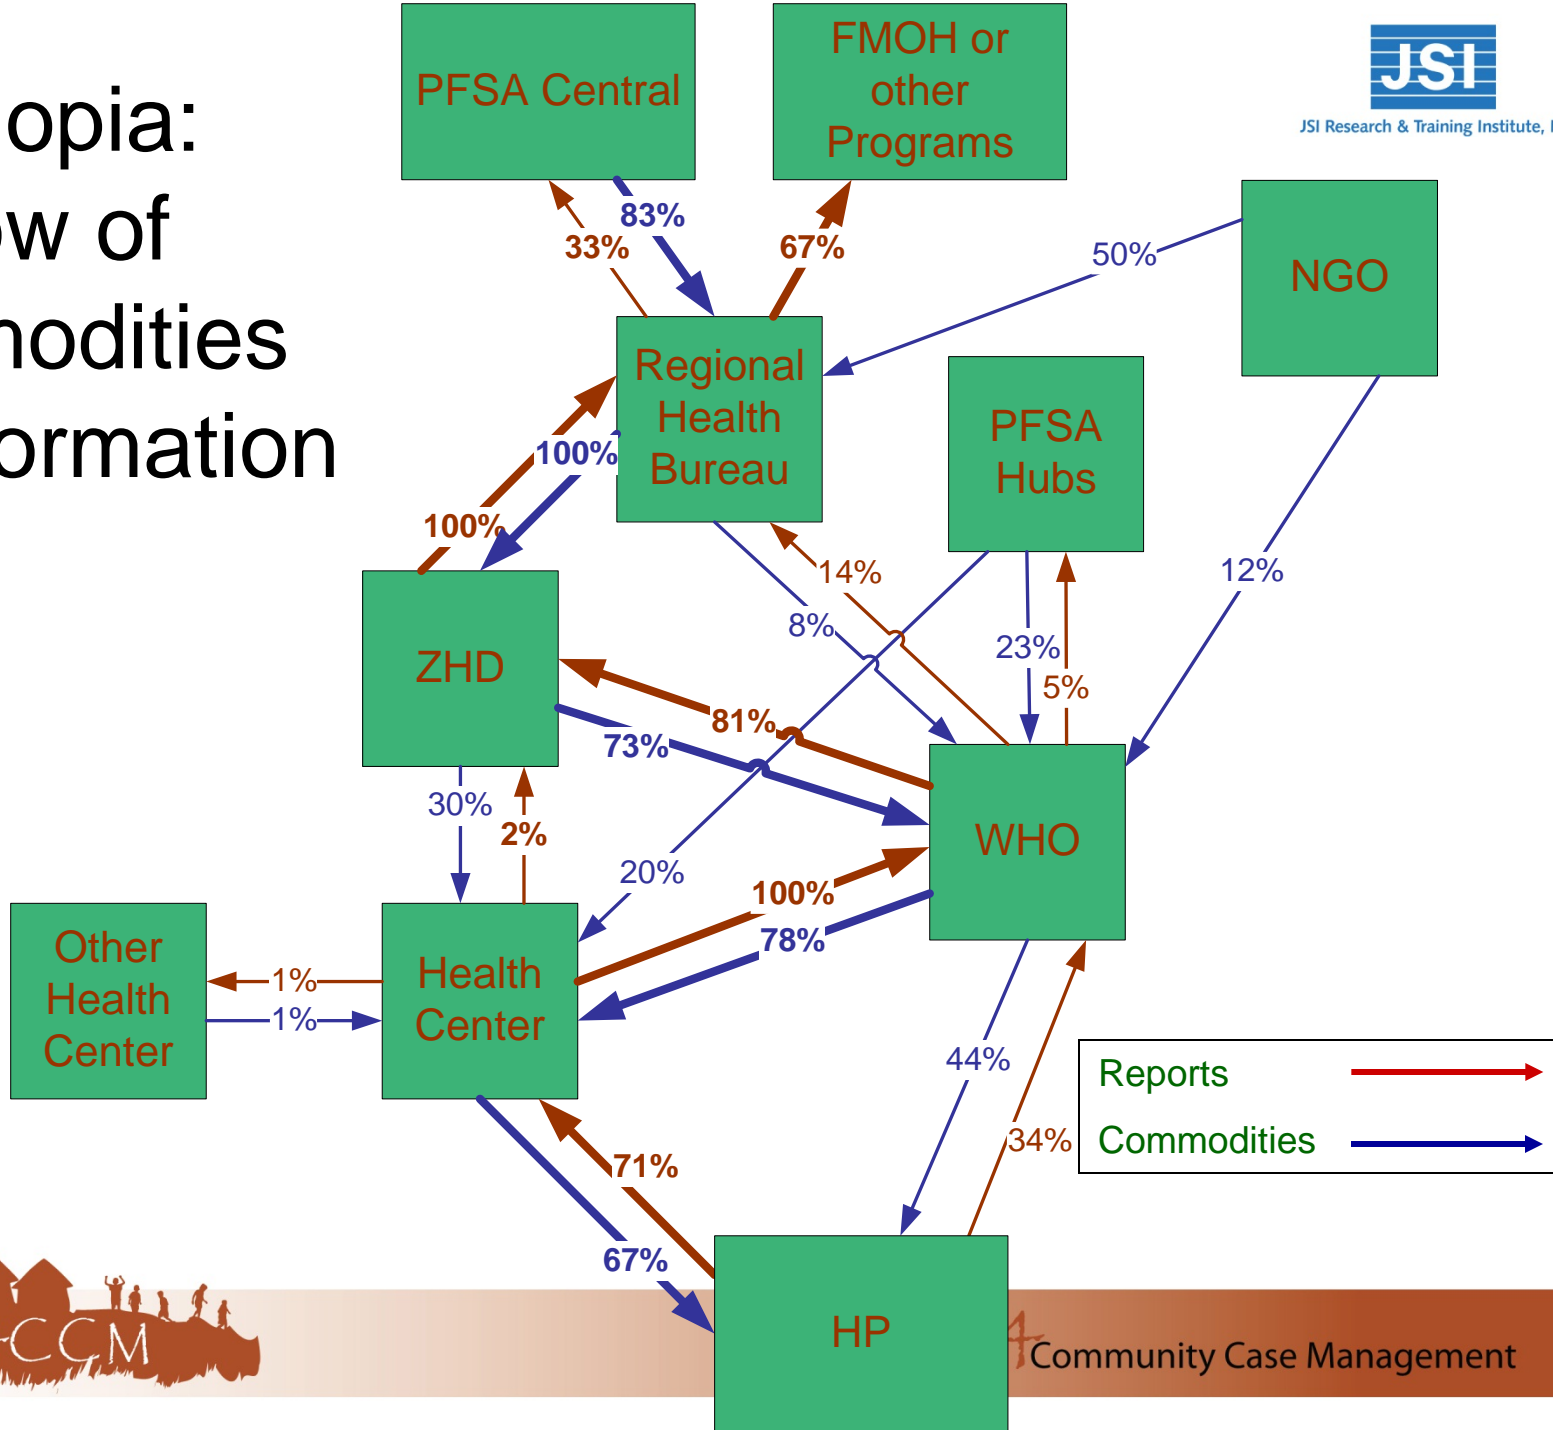 opia:
ow of
modities
ormation
PFSA Central
FMOH or
other
Programs
JSI
JSI Research & Training Institute, I
NGO
83%
33%
67%
50%
Regional
Health
Bureau
PFSA
Hubs
100%
100%
14%
8%
12%
23%
5%
ZHD
81%
73%
30%
2%
WHO
20%
100%
78%
Other
Health
Center
1%
1%
Health
Center
44%
34%
Reports
Commodities
71%
67%
HP
CCM
4
Community Case Management